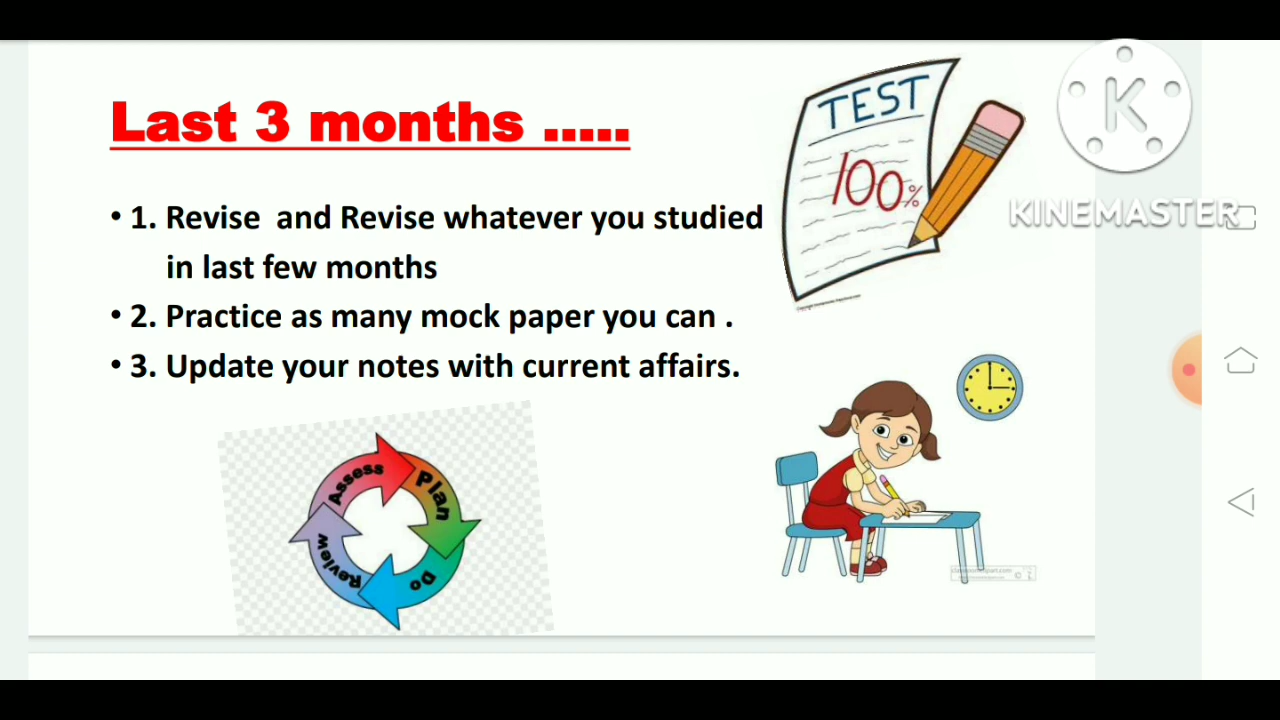 Last 3 months .....
• 1. Revise  and Revise whatever you studied
in last few months
• 2. Practice as many mock paper you can .
• 3. Update your notes with current affairs.
TEST
100%
K
KINEMASTER
Assess
Plan
Do
Review